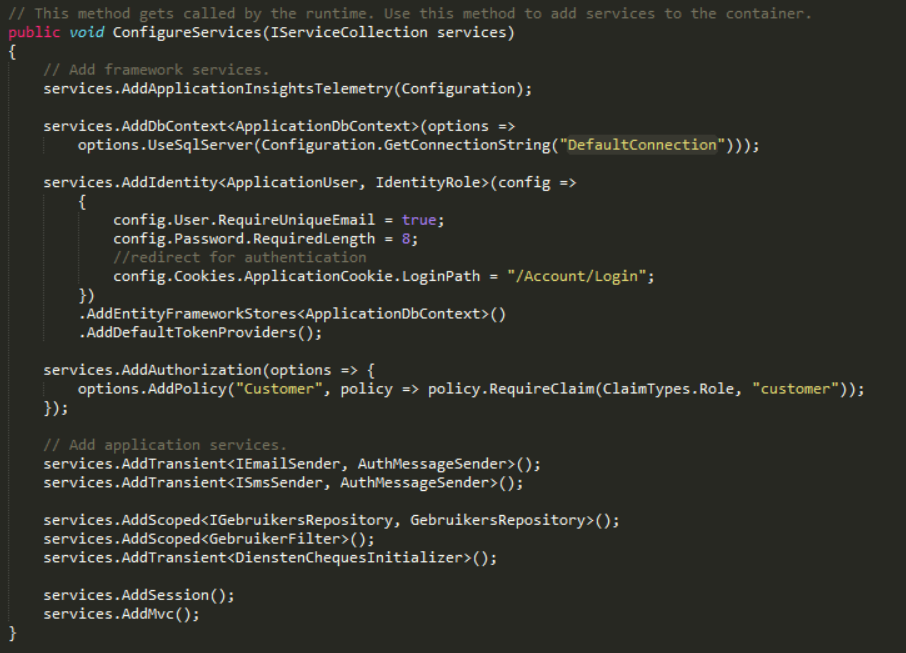 // This method gets called by the runtime. Use this method to add services to the container.
public void ConfigureServices(IServiceCollection services)
{
    // Add framework services.
    services.AddApplicationInsightsTelemetry(Configuration);

    services.AddDbContext<ApplicationDbContext>(options =>
        options.UseSqlServer(Configuration.GetConnectionString("DefaultConnection")));

    services.AddIdentity<ApplicationUser, IdentityRole>(config =>
        {
            config.User.RequireUniqueEmail = true;
            config.Password.RequiredLength = 8;
            //redirect for authentication
            config.Cookies.ApplicationCookie.LoginPath = "/Account/Login";
        })
        .AddEntityFrameworkStores<ApplicationDbContext>()
        .AddDefaultTokenProviders();

    services.AddAuthorization(options => {
        options.AddPolicy("Customer", policy => policy.RequireClaim(ClaimTypes.Role, "customer"));
    });

    // Add application services.
    services.AddTransient<IEmailSender, AuthMessageSender>();
    services.AddTransient<ISmsSender, AuthMessageSender>();

    services.AddScoped<IGebruikersRepository, GebruikersRepository>();
    services.AddScoped<GebruikerFilter>();
    services.AddTransient<DienstenChequesInitializer>();

    services.AddSession();
    services.AddMvc();
}